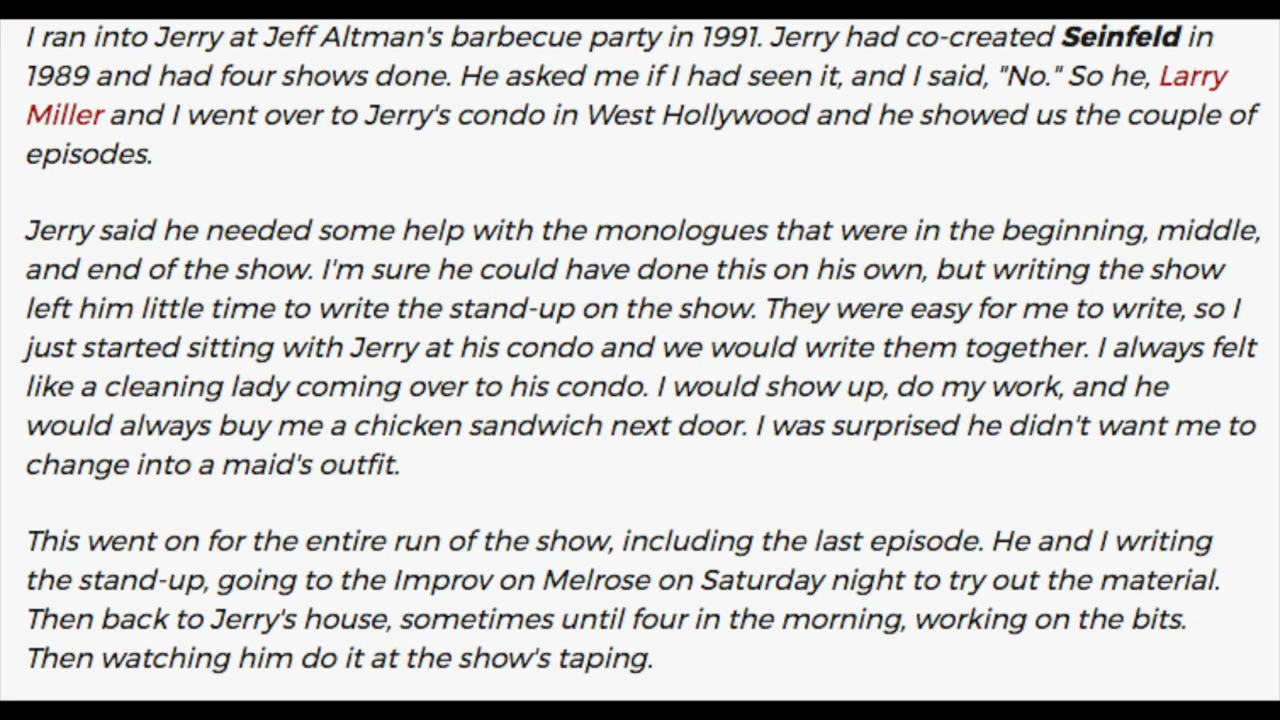 I ran into Jerry at Jeff Altman's barbecue party in 1991. Jerry had co-created Seinfeld in
1989 and had four shows done. He asked me if I had seen it, and I said, "No." So he, Larry
Miller and I went over to Jerry's condo in West Hollywood and he showed us the couple of
episodes.
Jerry said he needed some help with the monologues that were in the beginning, middle,
and end of the show. I'm sure he could have done this on his own, but writing the show
left him little time to write the stand-up on the show. They were easy for me to write, so I
just started sitting with Jerry at his condo and we would write them together. I always felt
like a cleaning lady coming over to his condo. I would show up, do my work, and he
would always buy me a chicken sandwich next door. I was surprised he didn't want me to
change into a maid's outfit.
This went on for the entire run of the show, including the last episode. He and I writing
the stand-up, going to the Improv on Melrose on Saturday night to try out the material.
Then back to Jerry's house, sometimes until four in the morning, working on the bits.
Then watching him do it at the show's taping.